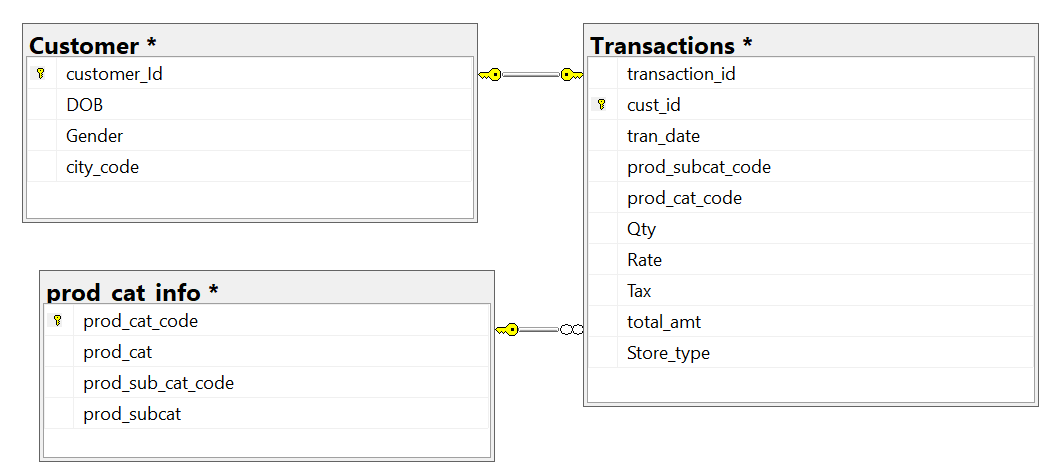 Customer *
customer_Id
DOB
Gender
city_code
Transactions *
transaction_id
cust_id
tran_date
prod_subcat_code
prod_cat_code
Qty
Rate
Tax
total_amt
Store_type
prod_cat_info *
prod_cat_code
prod_cat
prod_sub_cat_code
prod_subcat